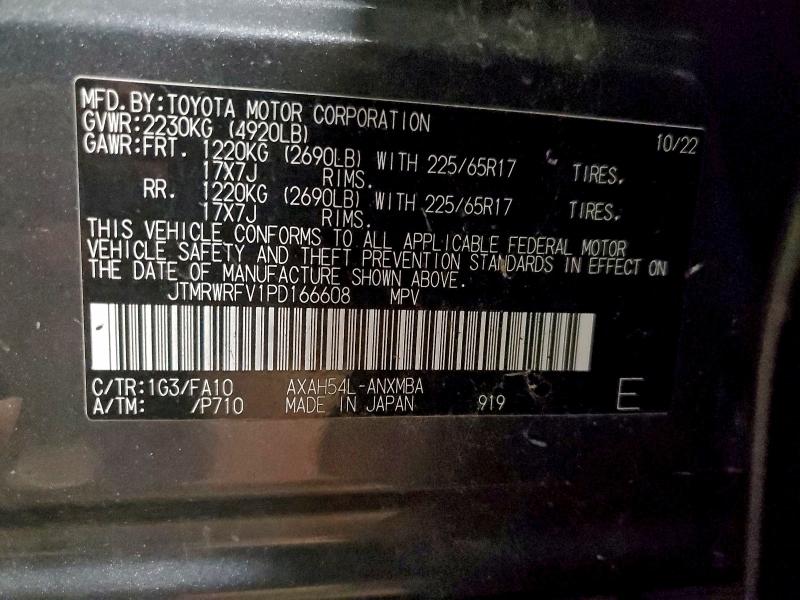 MFD.BY:TOYOTA MOTOR CORPORATION 10/22
GVWR:2230KG (4920LB)
GAWR:FRT. 1220KG (2690LB) WITH 225/65R17 TIRES.
17X7J RIMS.
RR. 1220KG (2690LB) WITH 225/65R17 TIRES.
17X7J RIMS.
THIS VEHICLE CONFORMS TO ALL APPLICABLE FEDERAL MOTOR
VEHICLE SAFETY AND THEFT PREVENTION STANDARDS IN EFFECT ON
THE DATE OF MANUFACTURE SHOWN ABOVE.
JTMRWRFV1PD166608 MPV
C/TR:1G3/FA10 AXAH54L-ANXMBA
A/TM: /P710 MADE IN JAPAN 919 E